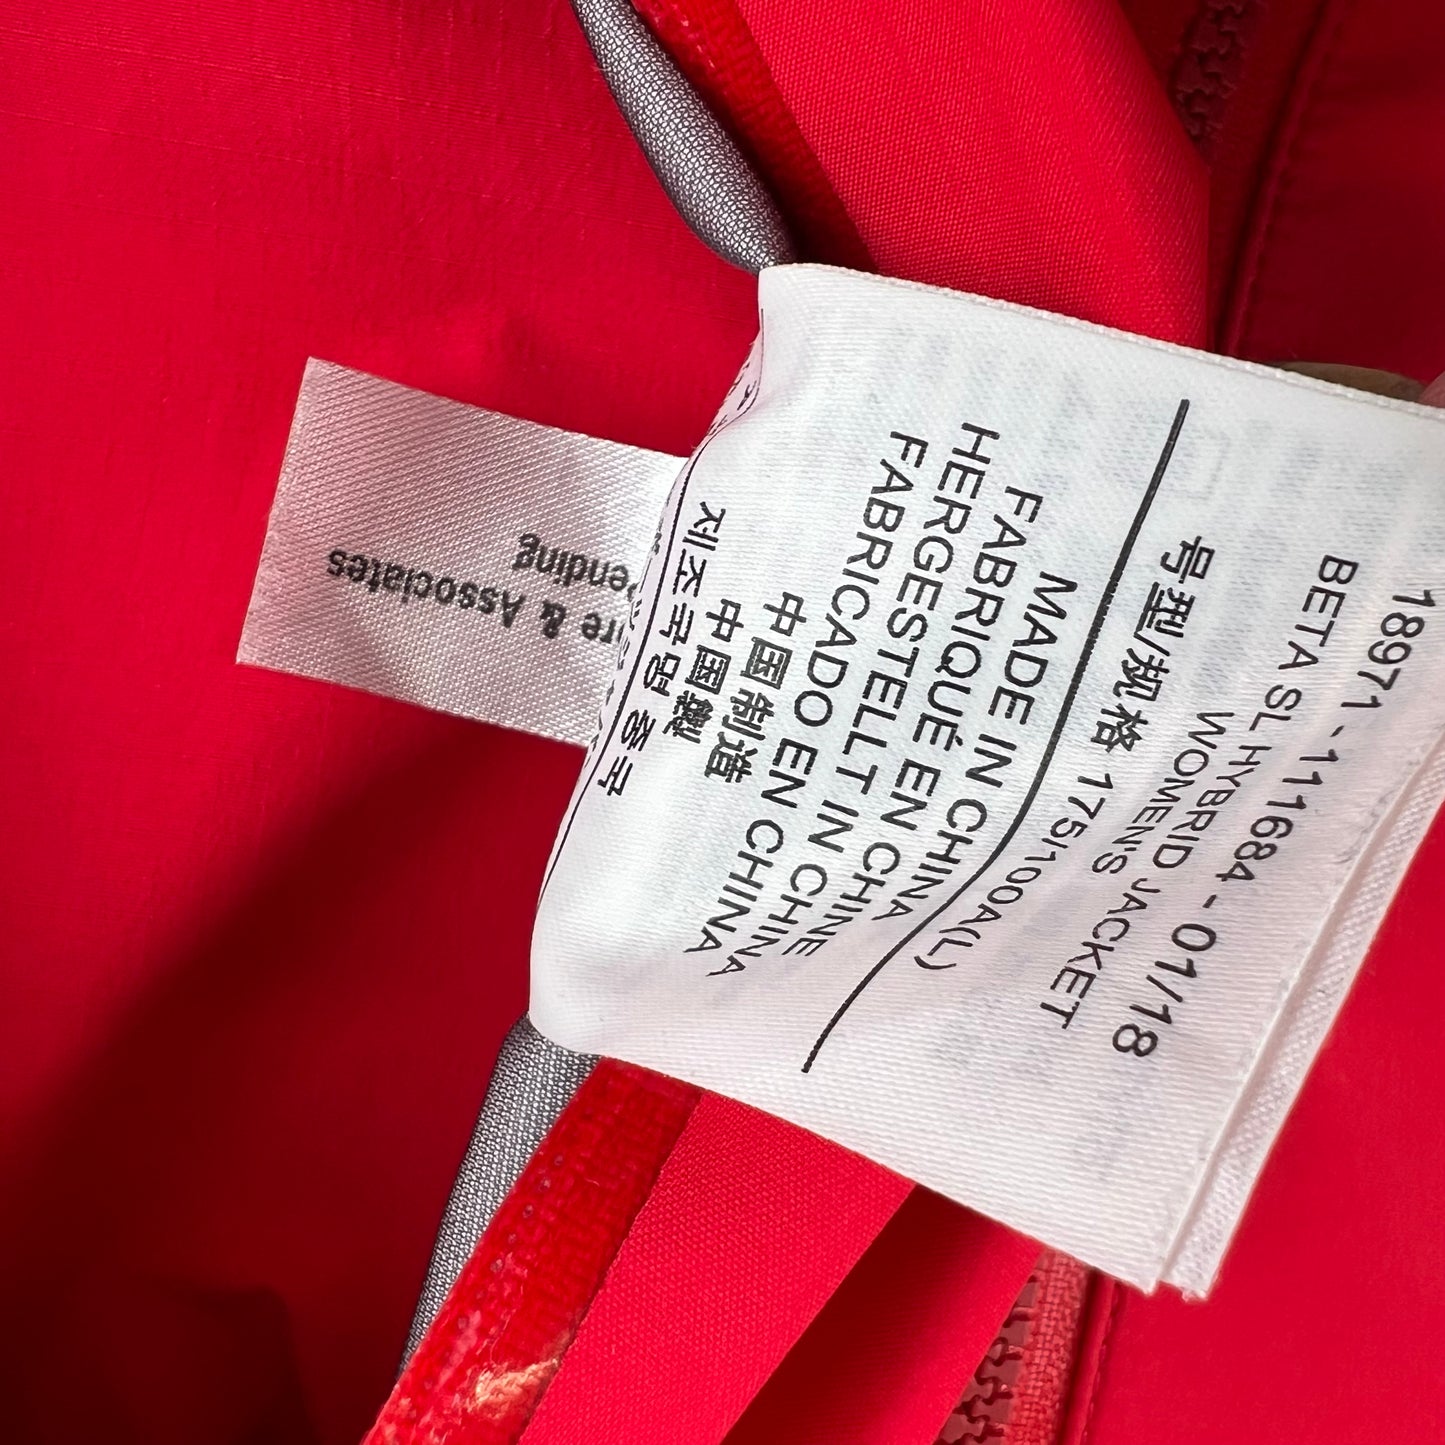 18971 - 111684 - 01/18
BETA SL HYBRID JACKET
WOMEN'S
号型/规格 175/100A(L)
MADE IN CHINA
FABRIQUÉ EN CHINE
HERGESTELLT IN CHINA
FABRICADO EN CHINA
中国制造
中国製
제조국명 중국
& Associates
Pending